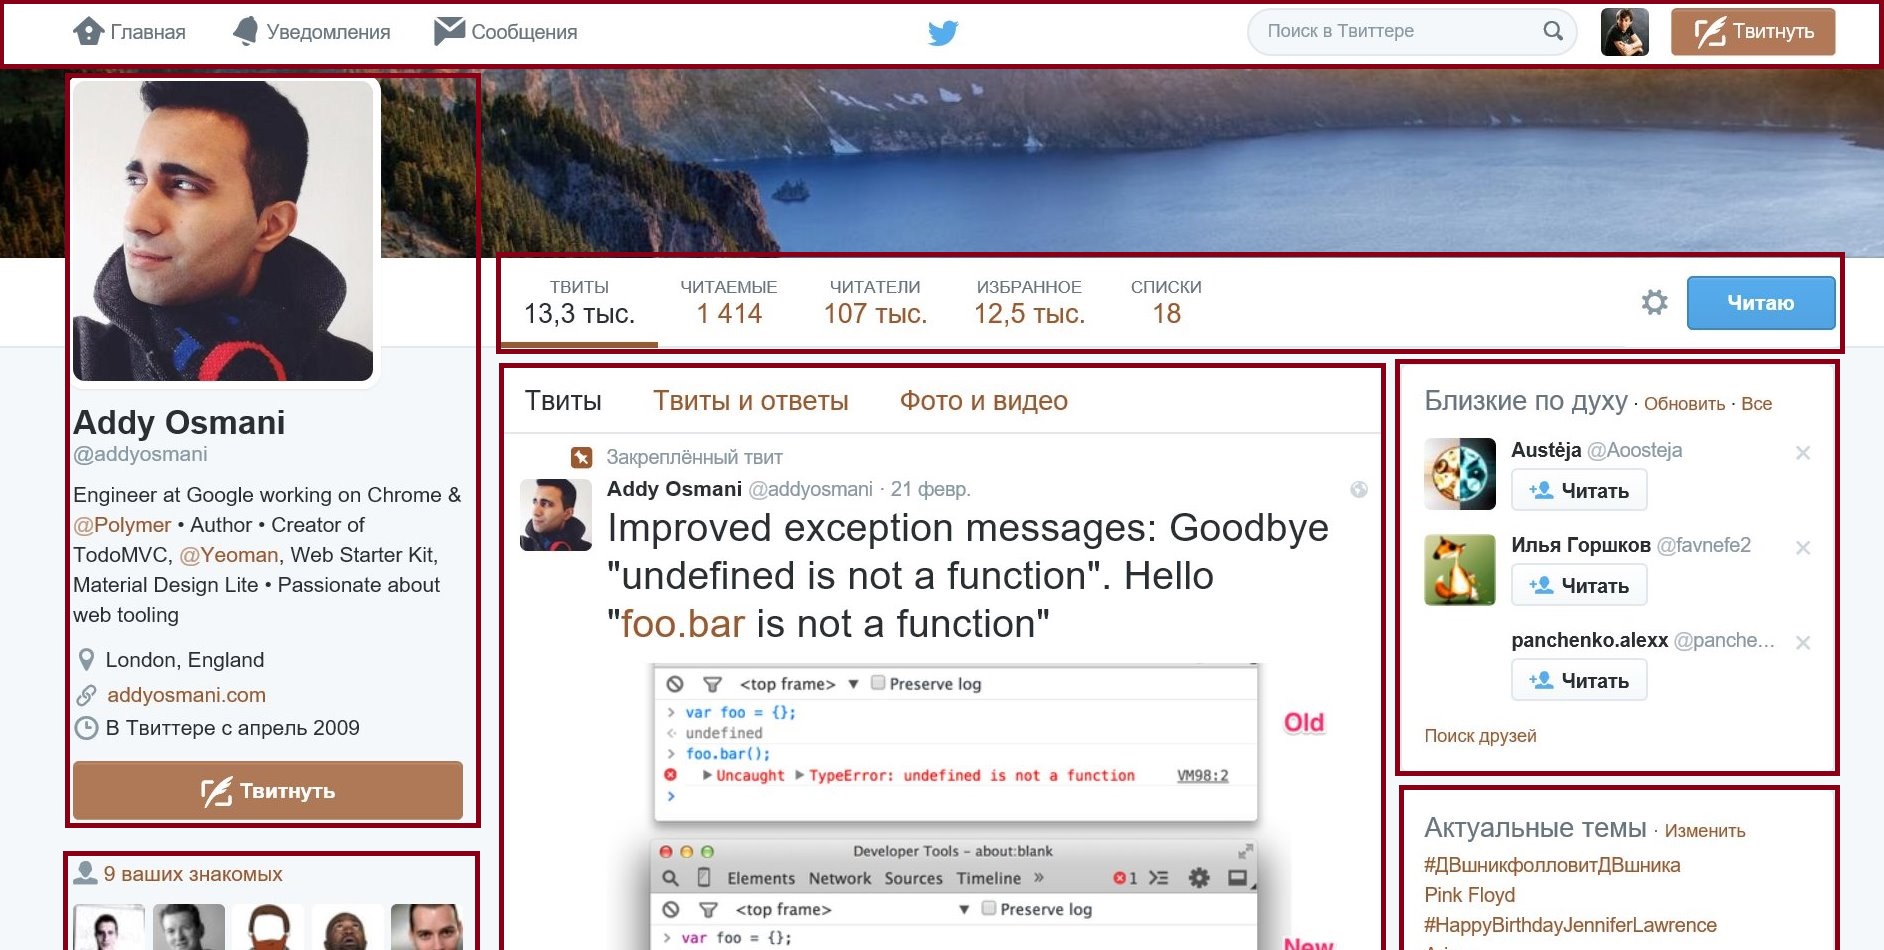 Главная
Уведомления
Сообщения
Поиск в Твиттере
Твитнуть
Addy Osmani
@addyosmani
Engineer at Google working on Chrome &
@Polymer • Author • Creator of
TodoMVC, @Yeoman, Web Starter Kit,
Material Design Lite • Passionate about
web tooling
London, England
addyosmani.com
В Твиттере с апрель 2009
Твитнуть
9 ваших знакомых
ТВИТЫ
13,3 тыс.
ЧИТАЕМЫЕ
1 414
ЧИТАТЕЛИ
107 тыс.
ИЗБРАННОЕ
12,5 тыс.
СПИСКИ
18
Читаю
Твиты
Твиты и ответы
Фото и видео
Закреплённый твит
Addy Osmani @addyosmani · 21 февр.
Improved exception messages: Goodbye
"undefined is not a function". Hello
"foo.bar is not a function"
<top frame> ▼ Preserve log
> var foo = {};
undefined
> foo.bar();
Uncaught TypeError: undefined is not a function VM98:2
>
Old
Developer Tools - about:blank
Elements Network Sources Timeline » 1
<top frame> ▼ Preserve log
> var foo = {};
New
Близкие по духу · Обновить · Все
Austėja @Aoosteja
Читать
Илья Горшков @favnefe2
Читать
panchenko.alexx @panche...
Читать
Поиск друзей
Актуальные темы · Изменить
#ДВшникфолловитДВшника
Pink Floyd
#HappyBirthdayJenniferLawrence